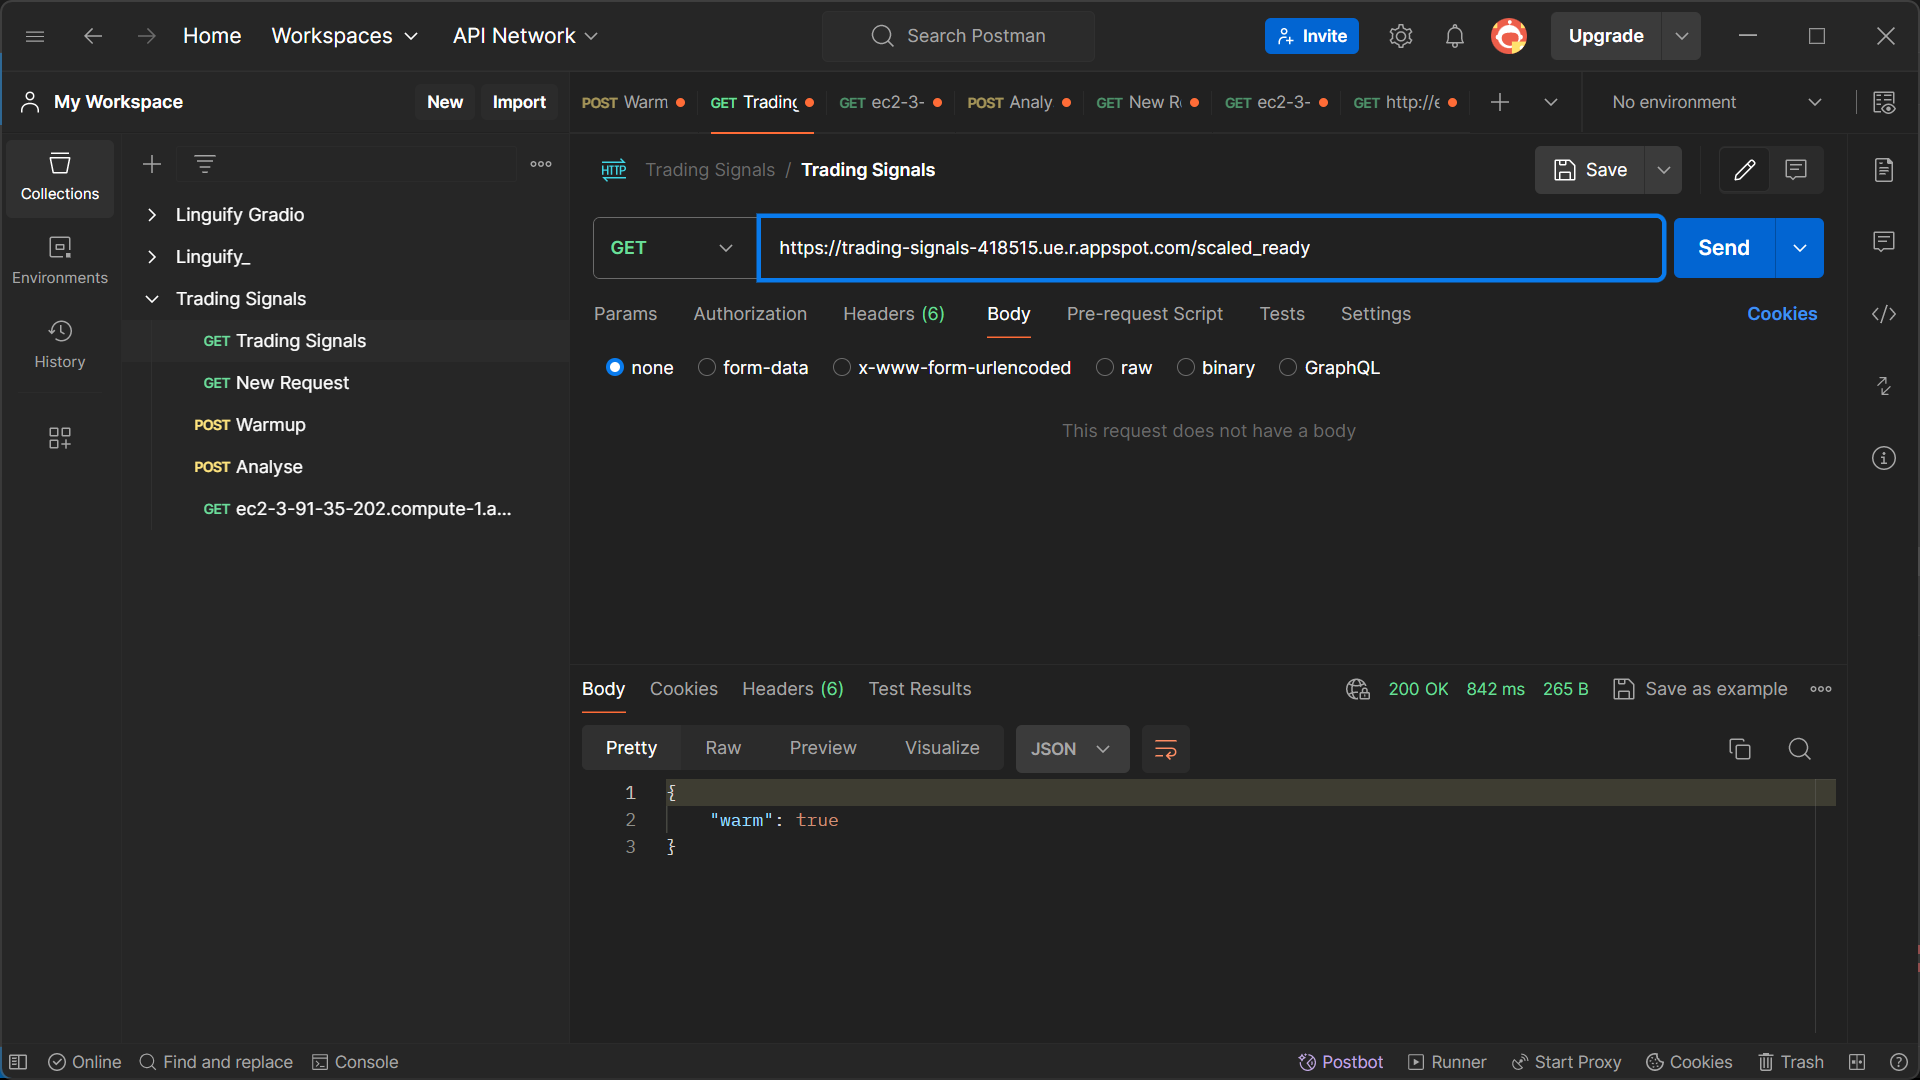 Home Workspaces API Network Search Postman Invite Upgrade
My Workspace New Import
POST Warm GET Trading GET ec2-3- POST Analy GET New R GET ec2-3- GET http://e No environment
Collections
Environments
History
Linguify Gradio
Linguify_
Trading Signals
GET Trading Signals
GET New Request
POST Warmup
POST Analyse
GET ec2-3-91-35-202.compute-1.a...
HTTP Trading Signals / Trading Signals Save
GET https://trading-signals-418515.ue.r.appspot.com/scaled_ready Send
Params Authorization Headers (6) Body Pre-request Script Tests Settings Cookies
none form-data x-www-form-urlencoded raw binary GraphQL
This request does not have a body
Body Cookies Headers (6) Test Results 200 OK 842 ms 265 B Save as example
Pretty Raw Preview Visualize JSON
1 {
2 "warm": true
3 }
Online Find and replace Console Postbot Runner Start Proxy Cookies Trash